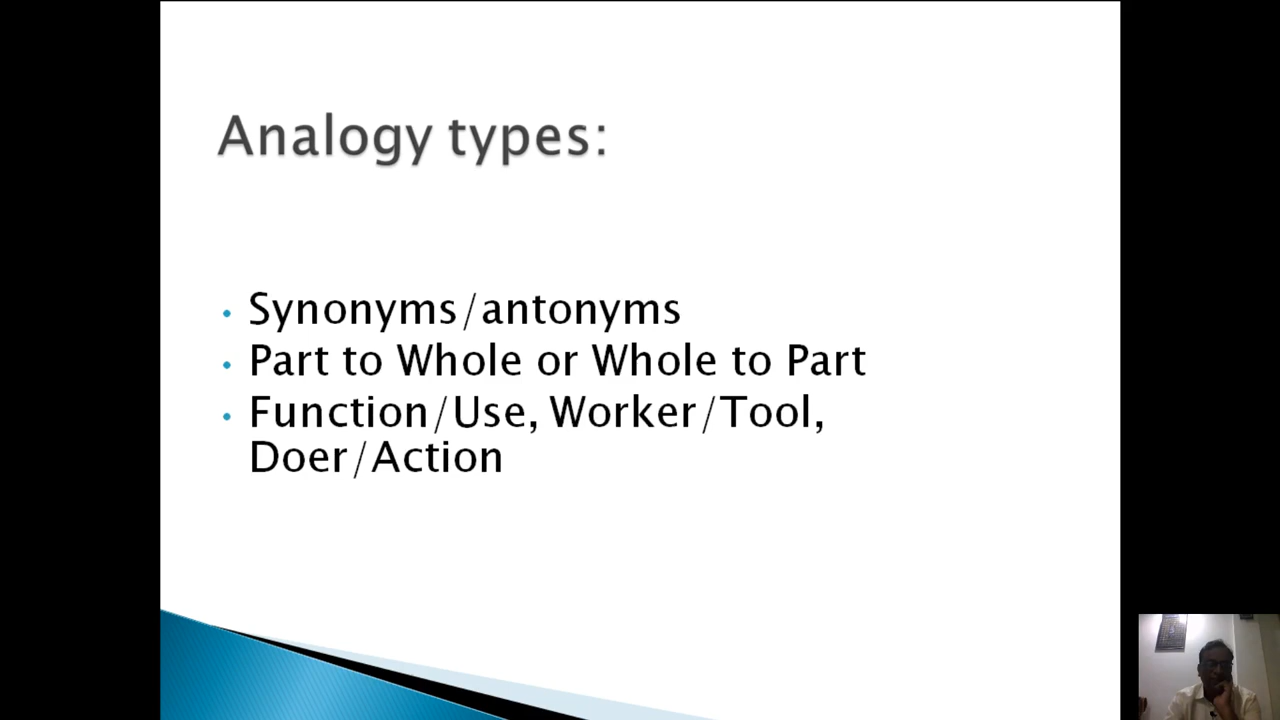 Analogy types:
• Synonyms/antonyms
• Part to Whole or Whole to Part
• Function/Use, Worker/Tool,
Doer/Action